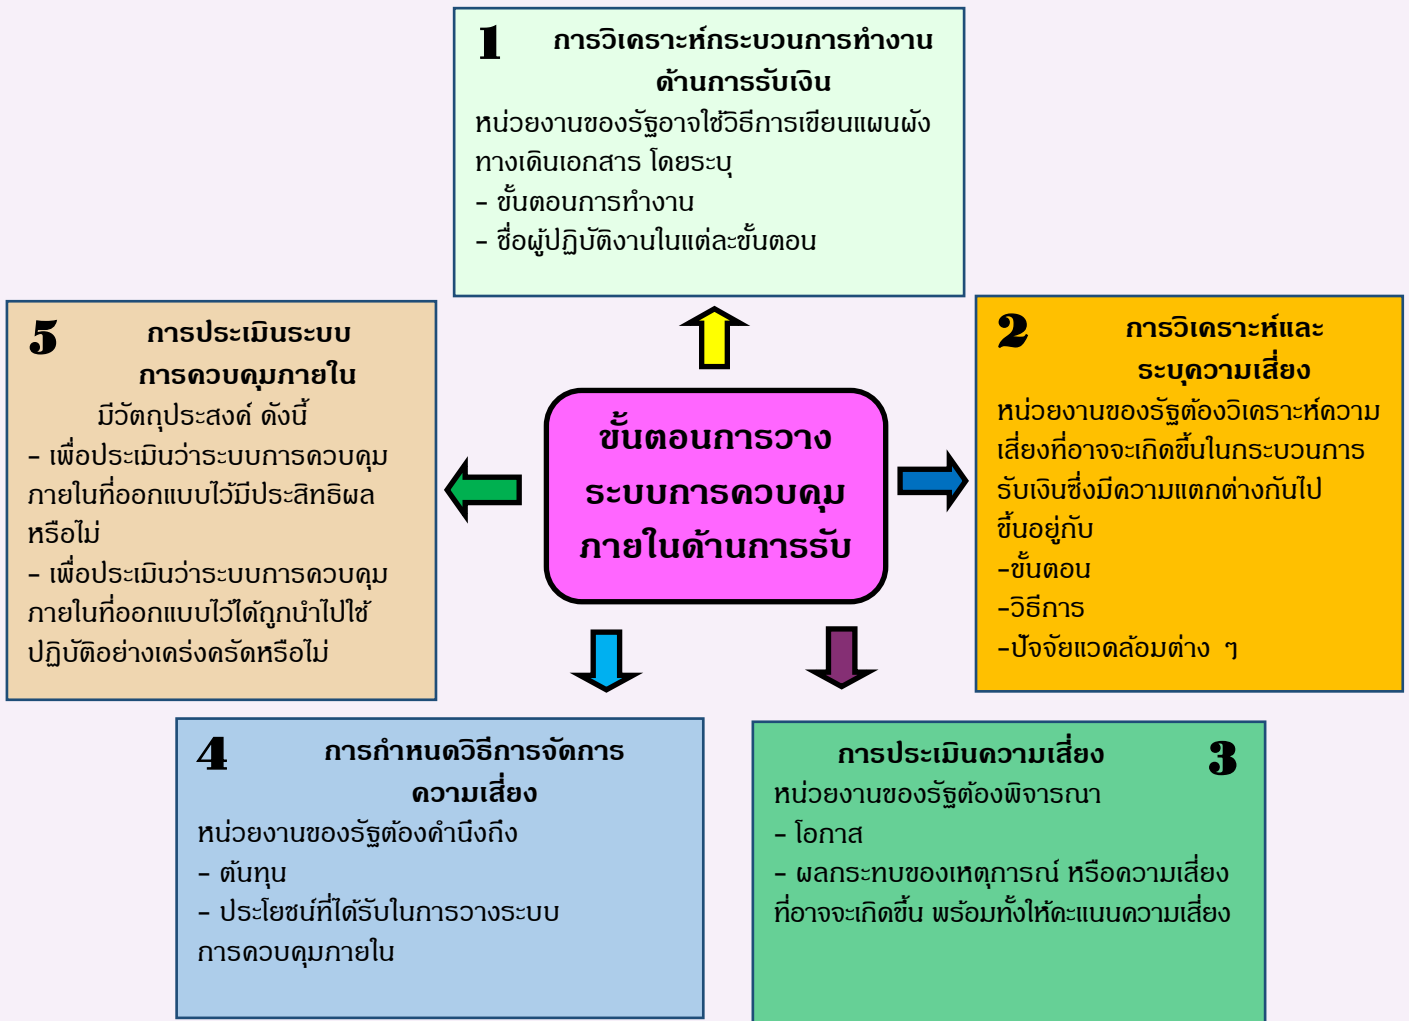 1 การวิเคราะห์กระบวนการทำงาน
ด้านการรับเงิน
หน่วยงานของรัฐอาจใช้วิธีการเขียนแผนผัง
ทางเดินเอกสาร โดยระบุ
- ขั้นตอนการทำงาน
- ชื่อผู้ปฏิบัติงานในแต่ละขั้นตอน
ขั้นตอนการวาง
ระบบการควบคุม
ภายในด้านการรับ
2 การวิเคราะห์และ
ระบุความเสี่ยง
หน่วยงานของรัฐต้องวิเคราะห์ความ
เสี่ยงที่อาจจะเกิดขึ้นในกระบวนการ
รับเงินซึ่งมีความแตกต่างกันไป
ขึ้นอยู่กับ
-ขั้นตอน
-วิธีการ
-ปัจจัยแวดล้อมต่าง ๆ
การประเมินความเสี่ยง 3
หน่วยงานของรัฐต้องพิจารณา
- โอกาส
- ผลกระทบของเหตุการณ์ หรือความเสี่ยง
ที่อาจจะเกิดขึ้น พร้อมทั้งให้คะแนนความเสี่ยง
4 การกำหนดวิธีการจัดการ
ความเสี่ยง
หน่วยงานของรัฐต้องคำนึงถึง
- ต้นทุน
- ประโยชน์ที่ได้รับในการวางระบบ
การควบคุมภายใน
5 การประเมินระบบ
การควบคุมภายใน
มีวัตถุประสงค์ ดังนี้
- เพื่อประเมินว่าระบบการควบคุม
ภายในที่ออกแบบไว้มีประสิทธิผล
หรือไม่
- เพื่อประเมินว่าระบบการควบคุม
ภายในที่ออกแบบไว้ได้ถูกนำไปใช้
ปฏิบัติอย่างเคร่งครัดหรือไม่